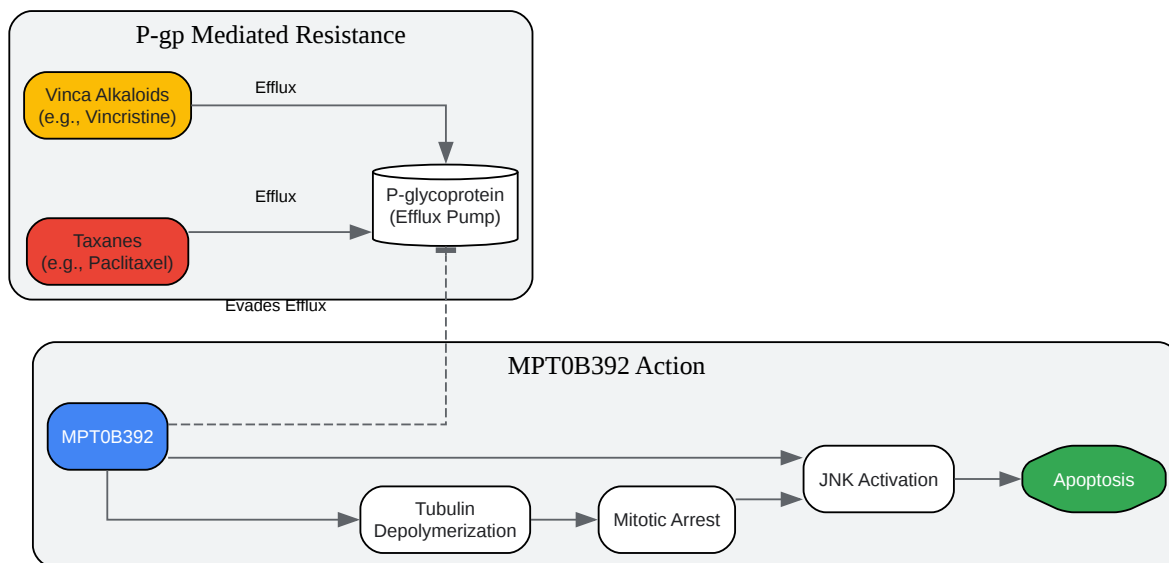 P-gp Mediated Resistance
Vinca Alkaloids
(e.g., Vincristine)
Efflux
P-glycoprotein
(Efflux Pump)
Efflux
Taxanes
(e.g., Paclitaxel)
Evades Efflux
MPT0B392 Action
MPT0B392
JNK Activation
Apoptosis
Tubulin
Depolymerization
Mitotic Arrest